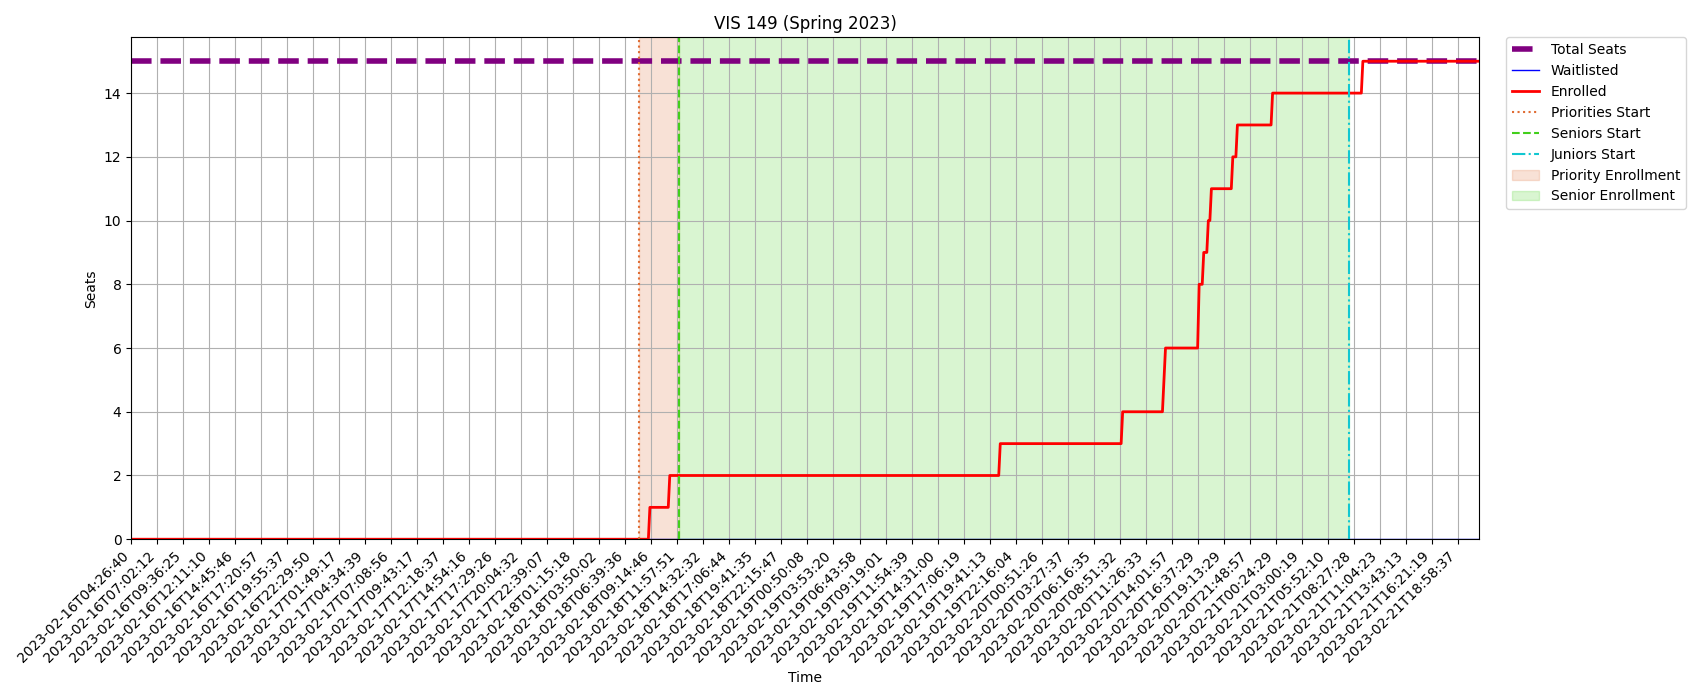 VIS 149 (Spring 2023)
Total Seats
Waitlisted
Enrolled
Priorities Start
Seniors Start
Juniors Start
Priority Enrollment
Senior Enrollment
Seats
14
12
10
8
6
4
2
0
2023-02-16T04:26:40
2023-02-16T07:02:12
2023-02-16T09:36:25
2023-02-16T12:11:10
2023-02-16T14:45:46
2023-02-16T17:20:57
2023-02-16T19:55:37
2023-02-16T22:29:50
2023-02-17T01:49:17
2023-02-17T04:34:39
2023-02-17T07:08:56
2023-02-17T09:43:17
2023-02-17T12:18:37
2023-02-17T14:54:16
2023-02-17T17:29:26
2023-02-17T20:04:32
2023-02-17T22:39:07
2023-02-18T01:15:18
2023-02-18T03:50:02
2023-02-18T06:39:36
2023-02-18T09:14:46
2023-02-18T11:57:51
2023-02-18T14:32:32
2023-02-18T17:06:44
2023-02-18T19:41:35
2023-02-18T22:15:47
2023-02-19T00:50:08
2023-02-19T03:53:20
2023-02-19T06:43:58
2023-02-19T09:19:01
2023-02-19T11:54:39
2023-02-19T14:31:00
2023-02-19T17:06:19
2023-02-19T19:41:13
2023-02-19T22:16:04
2023-02-20T00:51:26
2023-02-20T03:27:37
2023-02-20T06:16:35
2023-02-20T08:51:32
2023-02-20T11:26:33
2023-02-20T14:01:57
2023-02-20T16:37:29
2023-02-20T19:13:29
2023-02-20T21:48:57
2023-02-21T00:24:29
2023-02-21T03:00:19
2023-02-21T05:52:10
2023-02-21T08:27:28
2023-02-21T11:04:23
2023-02-21T13:43:13
2023-02-21T16:21:19
2023-02-21T18:58:37
Time